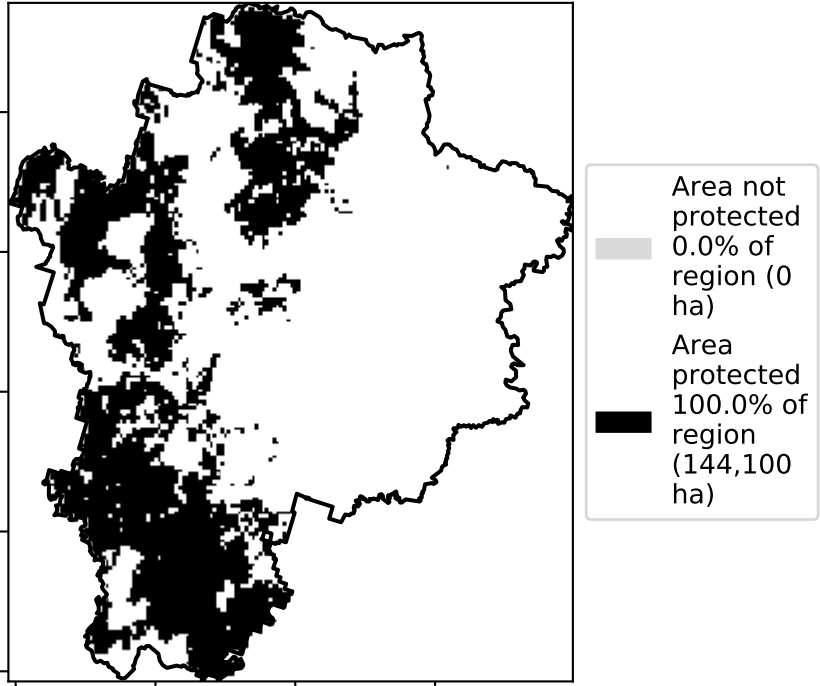 Area not
protected
0.0% of
region (0
ha)
Area
protected
100.0% of
region
(144,100
ha)